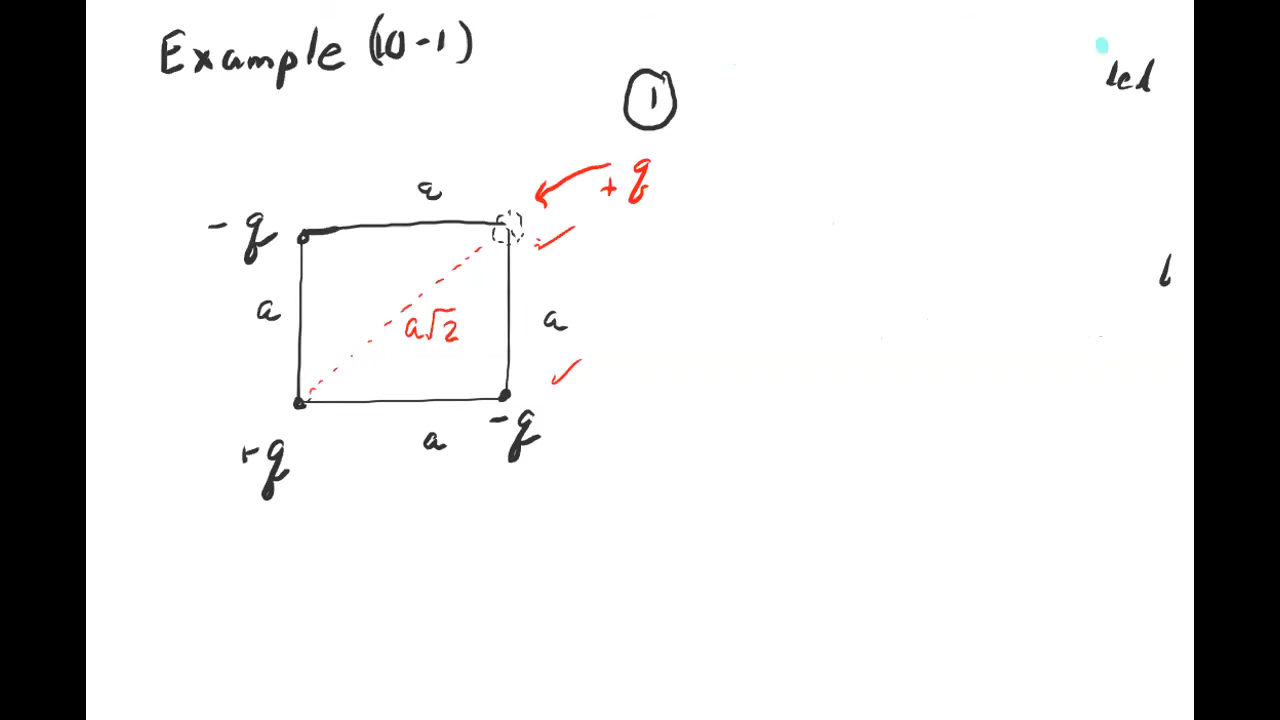 Example (10-1)
1
+q
a
-q
a
a√2
a
+q
a
-q